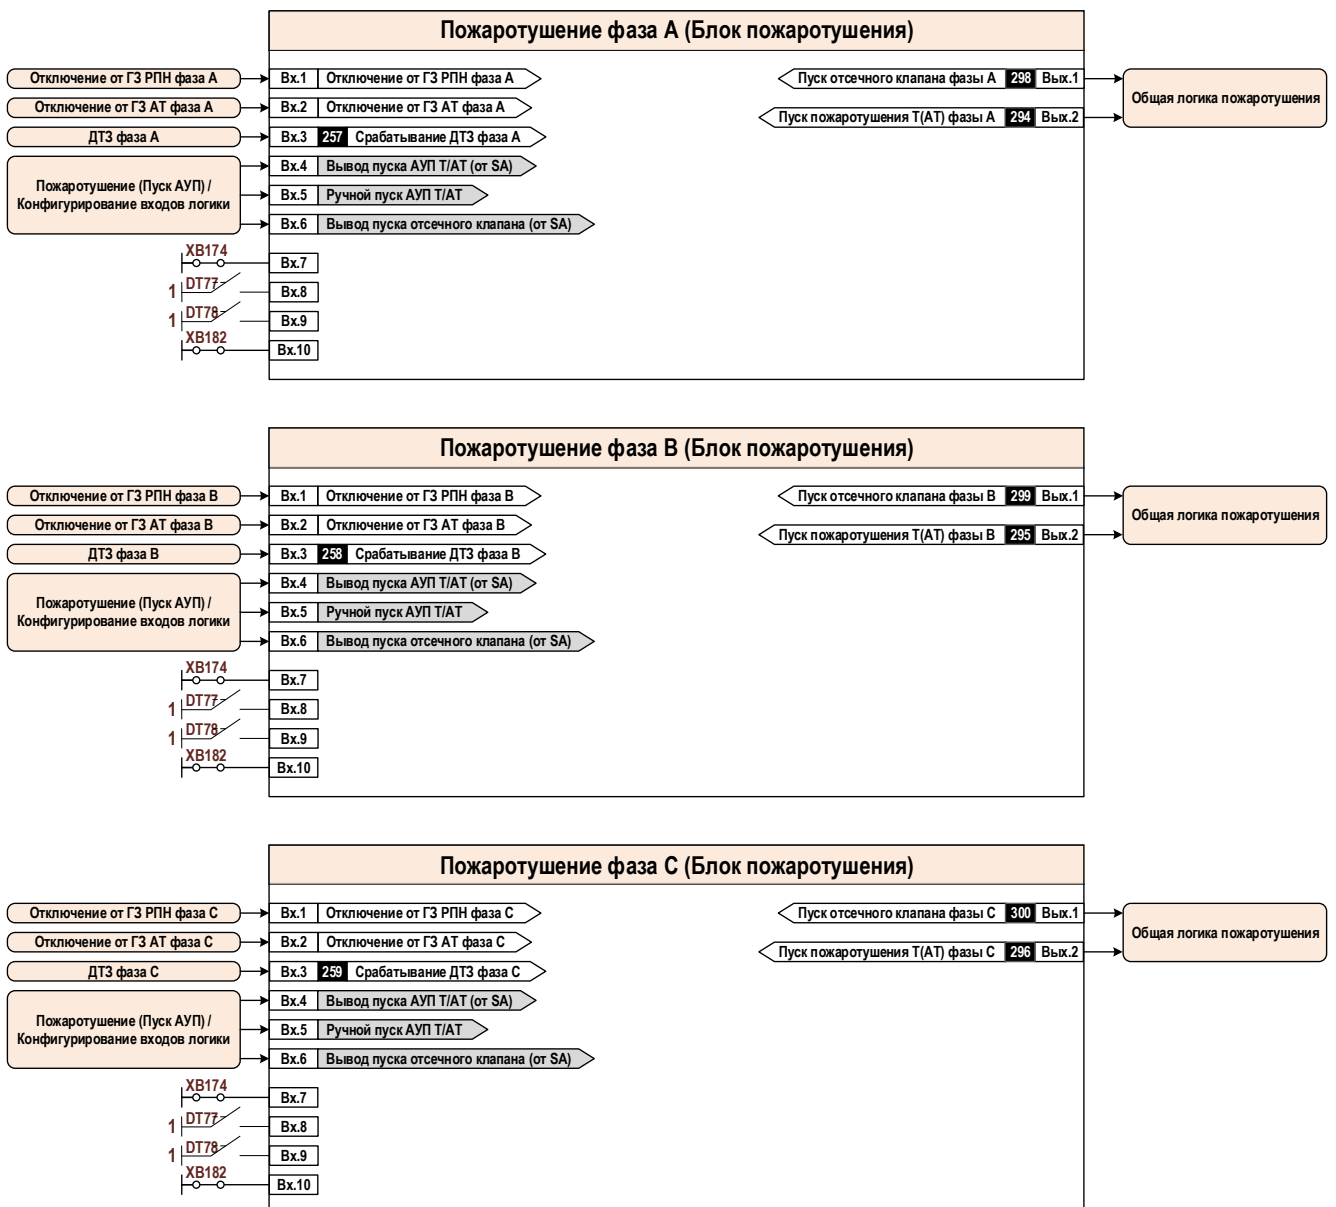 Пожаротушение фаза А (Блок пожаротушения)
Отключение от ГЗ РПН фаза А
Вх.1 Отключение от ГЗ РПН фаза А
Пуск отсечного клапана фазы А 298 Вых.1
Отключение от ГЗ АТ фаза А
Вх.2 Отключение от ГЗ АТ фаза А
Пуск пожаротушения Т(АТ) фазы А 294 Вых.2
Общая логика пожаротушения
ДТЗ фаза А
Вх.3 257 Срабатывание ДТЗ фаза А
Пожаротушение (Пуск АУП) /
Конфигурирование входов логики
Вх.4 Вывод пуска АУП Т/АТ (от SA)
Вх.5 Ручной пуск АУП Т/АТ
Вх.6 Вывод пуска отсечного клапана (от SA)
XB174
Вх.7
1 DT77
Вх.8
1 DT78
Вх.9
XB182
Вх.10
Пожаротушение фаза В (Блок пожаротушения)
Отключение от ГЗ РПН фаза В
Вх.1 Отключение от ГЗ РПН фаза В
Пуск отсечного клапана фазы В 299 Вых.1
Отключение от ГЗ АТ фаза В
Вх.2 Отключение от ГЗ АТ фаза В
Пуск пожаротушения Т(АТ) фазы В 295 Вых.2
Общая логика пожаротушения
ДТЗ фаза В
Вх.3 258 Срабатывание ДТЗ фаза В
Пожаротушение (Пуск АУП) /
Конфигурирование входов логики
Вх.4 Вывод пуска АУП Т/АТ (от SA)
Вх.5 Ручной пуск АУП Т/АТ
Вх.6 Вывод пуска отсечного клапана (от SA)
XB174
Вх.7
1 DT77
Вх.8
1 DT78
Вх.9
XB182
Вх.10
Пожаротушение фаза С (Блок пожаротушения)
Отключение от ГЗ РПН фаза С
Вх.1 Отключение от ГЗ РПН фаза С
Пуск отсечного клапана фазы С 300 Вых.1
Отключение от ГЗ АТ фаза С
Вх.2 Отключение от ГЗ АТ фаза С
Пуск пожаротушения Т(АТ) фазы С 296 Вых.2
Общая логика пожаротушения
ДТЗ фаза С
Вх.3 259 Срабатывание ДТЗ фаза С
Пожаротушение (Пуск АУП) /
Конфигурирование входов логики
Вх.4 Вывод пуска АУП Т/АТ (от SA)
Вх.5 Ручной пуск АУП Т/АТ
Вх.6 Вывод пуска отсечного клапана (от SA)
XB174
Вх.7
1 DT77
Вх.8
1 DT78
Вх.9
XB182
Вх.10